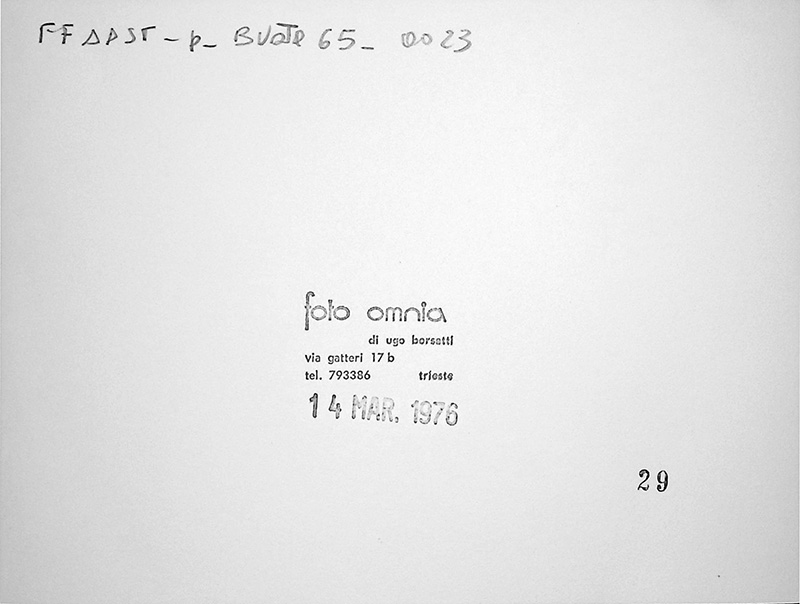 FFAPST - p_ BUSTE 65_ 0023
foto omnia
di ugo borsatti
via gatteri 17 b
tel. 793386 trieste
14 MAR. 1976
29